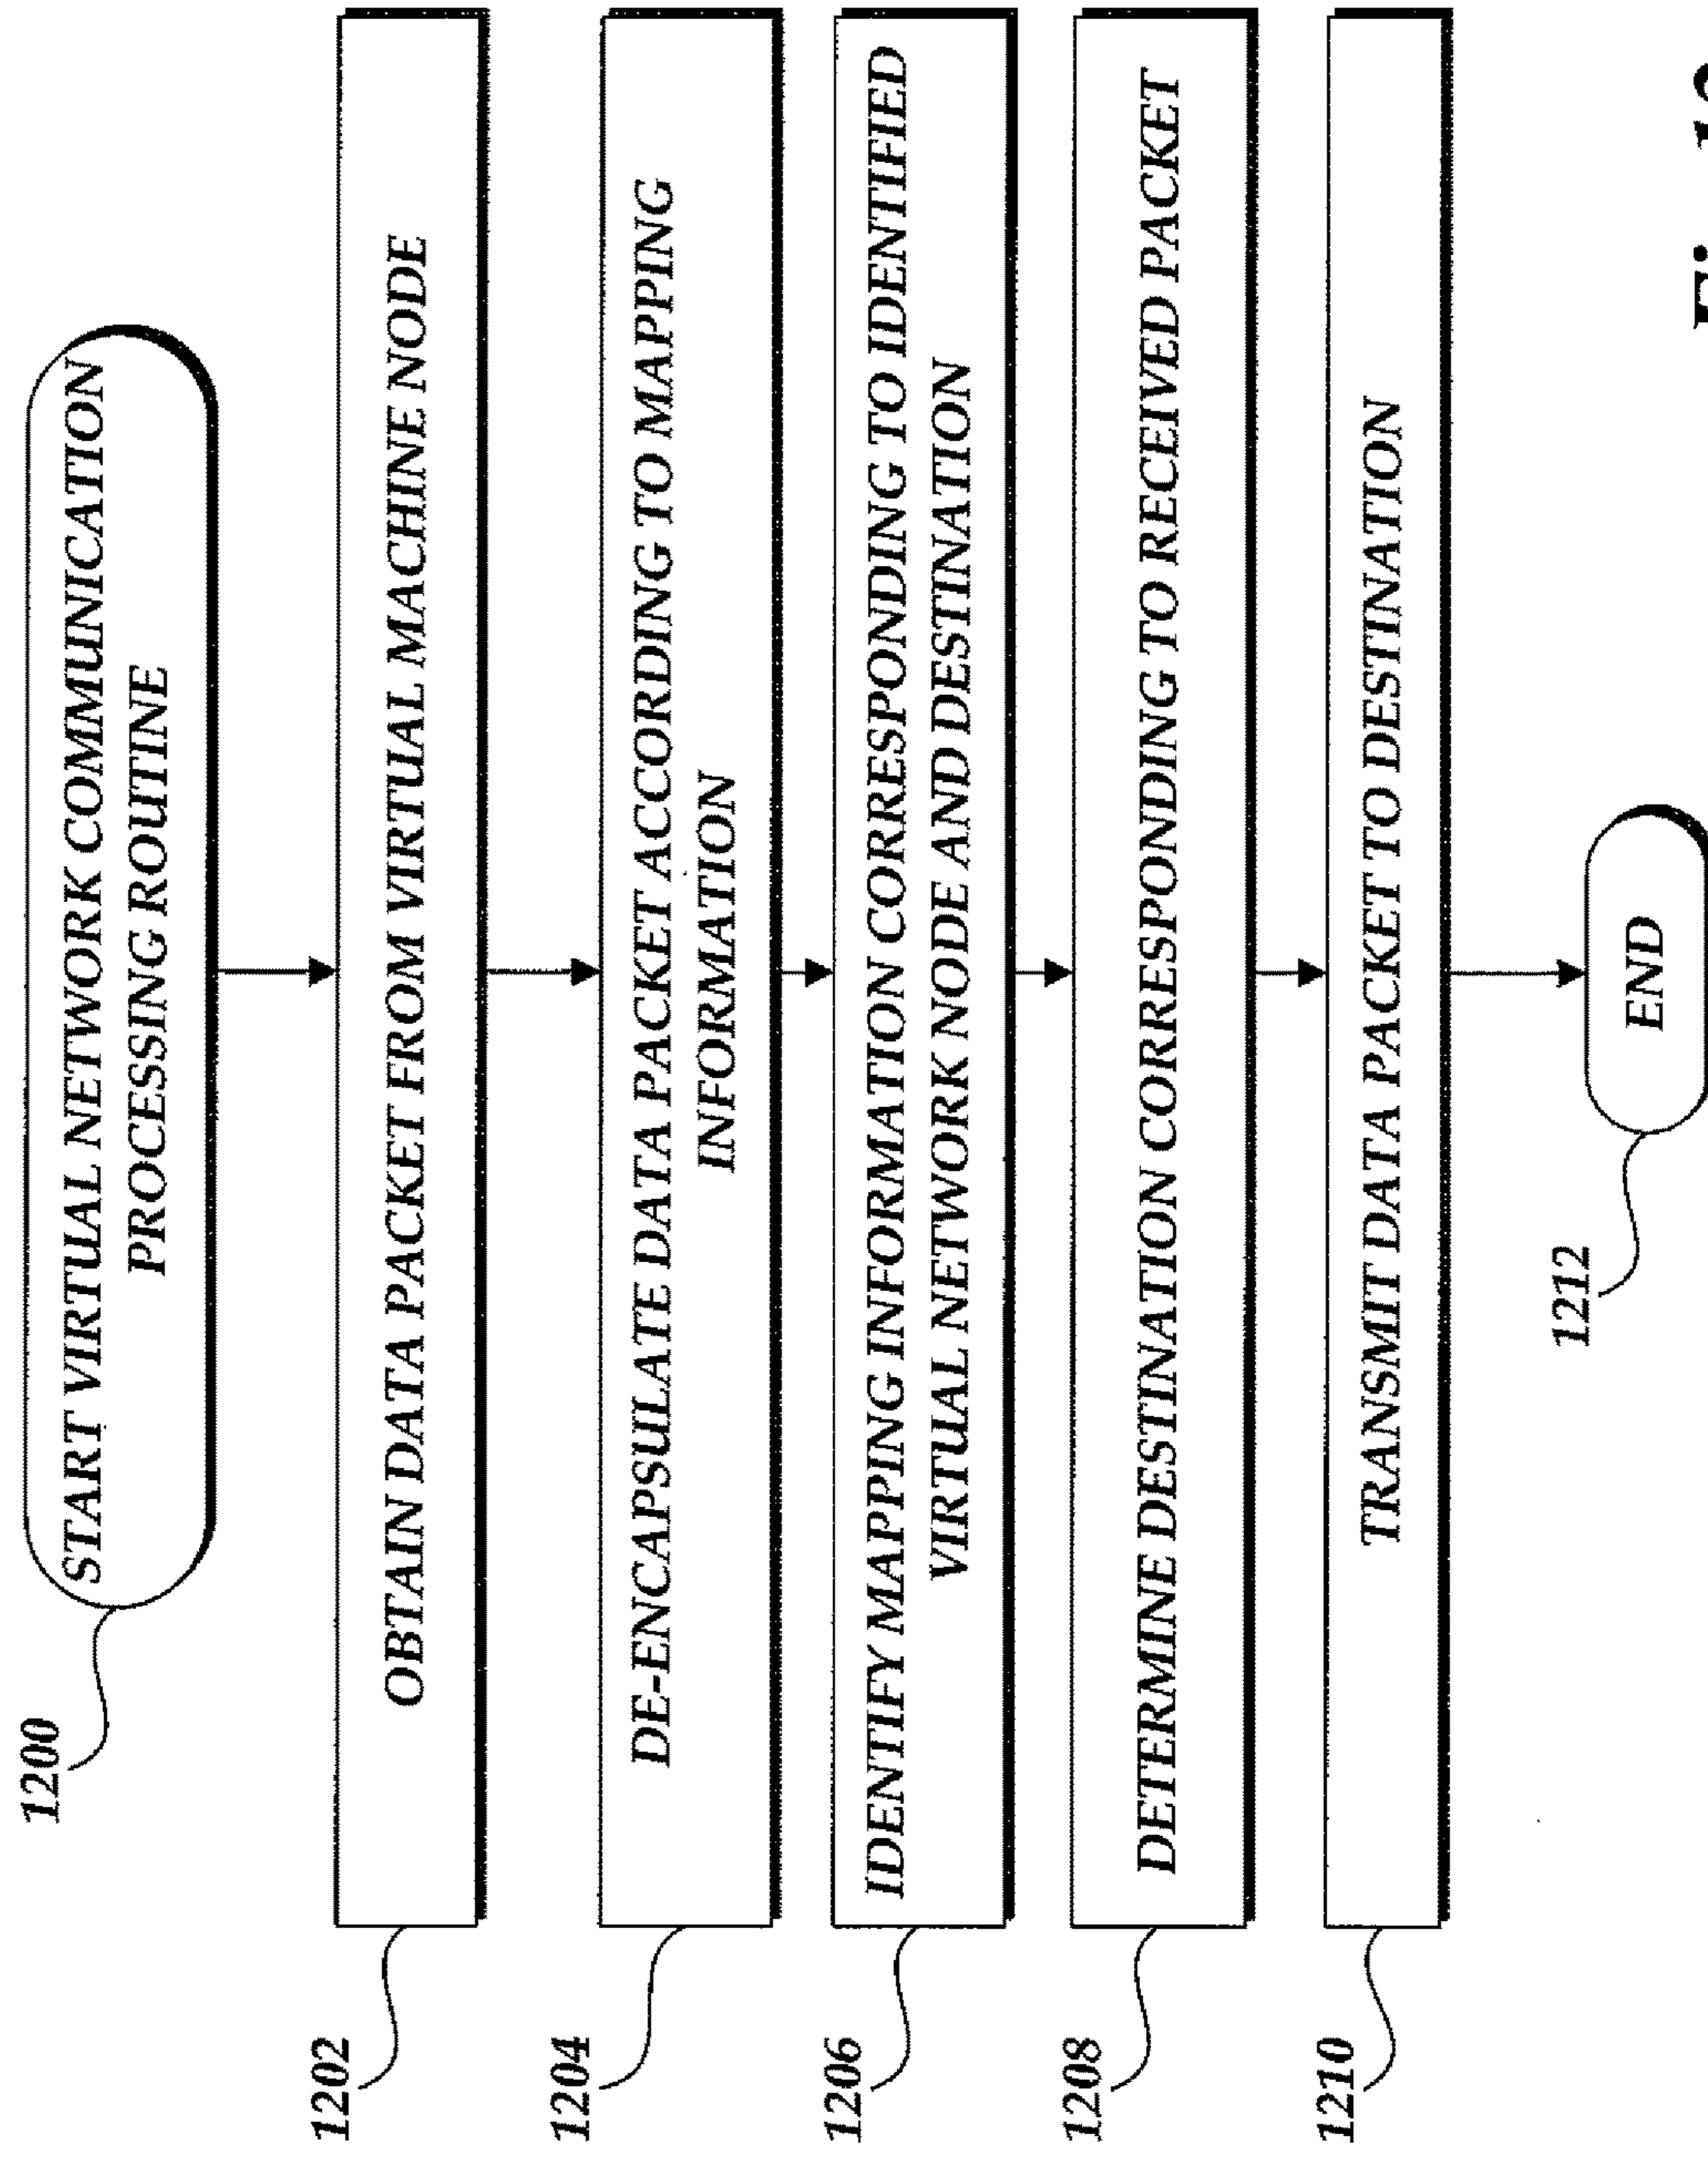 1200
START VIRTUAL NETWORK COMMUNICATION
PROCESSING ROUTINE
1202
OBTAIN DATA PACKET FROM VIRTUAL MACHINE NODE
1204
DE-ENCAPSULATE DATA PACKET ACCORDING TO MAPPING
INFORMATION
1206
IDENTIFY MAPPING INFORMATION CORRESPONDING TO IDENTIFIED
VIRTUAL NETWORK NODE AND DESTINATION
1208
DETERMINE DESTINATION CORRESPONDING TO RECEIVED PACKET
1210
TRANSMIT DATA PACKET TO DESTINATION
1212
END